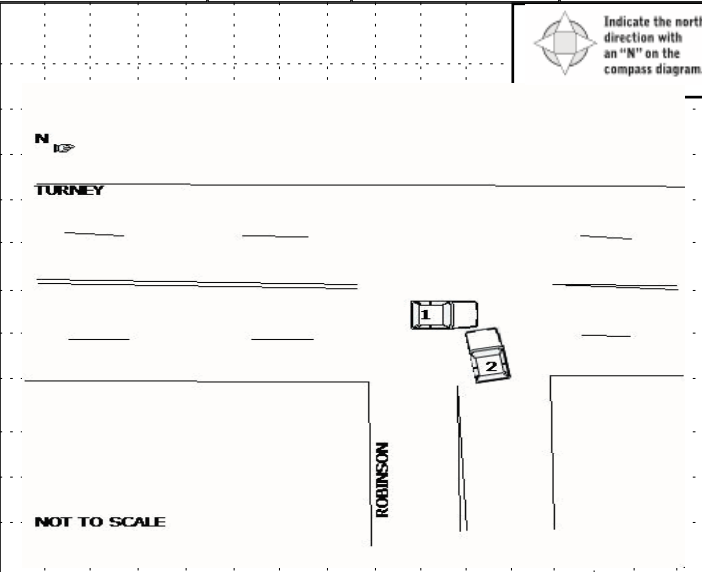 Indicate the north
direction with
an “N” on the
compass diagram.
N
TURNEY
1
2
ROBINSON
NOT TO SCALE